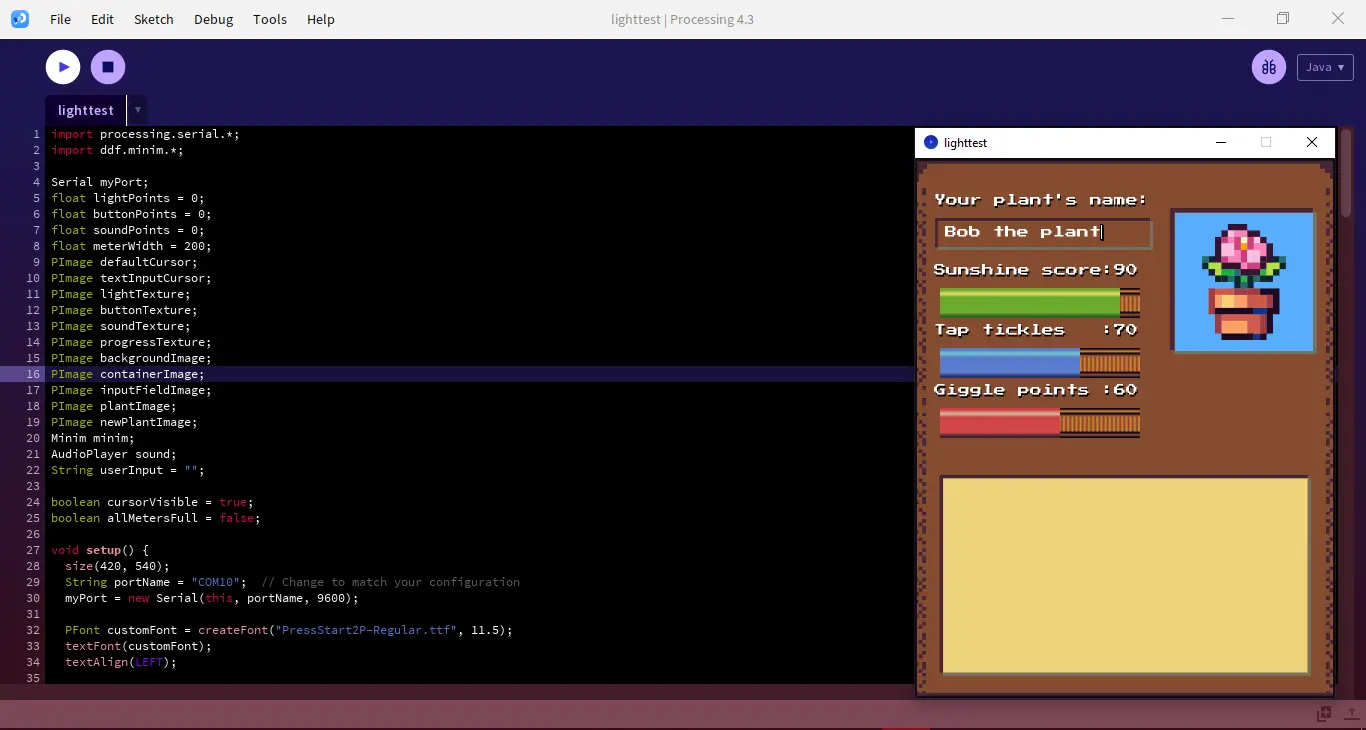 File Edit Sketch Debug Tools Help
lighttest | Processing 4.3
Java
lighttest
1 import processing.serial.*;
2 import ddf.minim.*;
3
4 Serial myPort;
5 float lightPoints = 0;
6 float buttonPoints = 0;
7 float soundPoints = 0;
8 float meterWidth = 200;
9 PImage defaultCursor;
10 PImage textInputCursor;
11 PImage lightTexture;
12 PImage buttonTexture;
13 PImage soundTexture;
14 PImage progressTexture;
15 PImage backgroundImage;
16 PImage containerImage;
17 PImage inputFieldImage;
18 PImage plantImage;
19 PImage newPlantImage;
20 Minim minim;
21 AudioPlayer sound;
22 String userInput = "";
23
24 boolean cursorVisible = true;
25 boolean allMetersFull = false;
26
27 void setup() {
28 size(420, 540);
29 String portName = "COM10"; // Change to match your configuration
30 myPort = new Serial(this, portName, 9600);
31
32 PFont customFont = createFont("PressStart2P-Regular.ttf", 11.5);
33 textFont(customFont);
34 textAlign(LEFT);
35
lighttest
Your plant's name:
Bob the plant
Sunshine score:90
Tap tickles :70
Giggle points :60